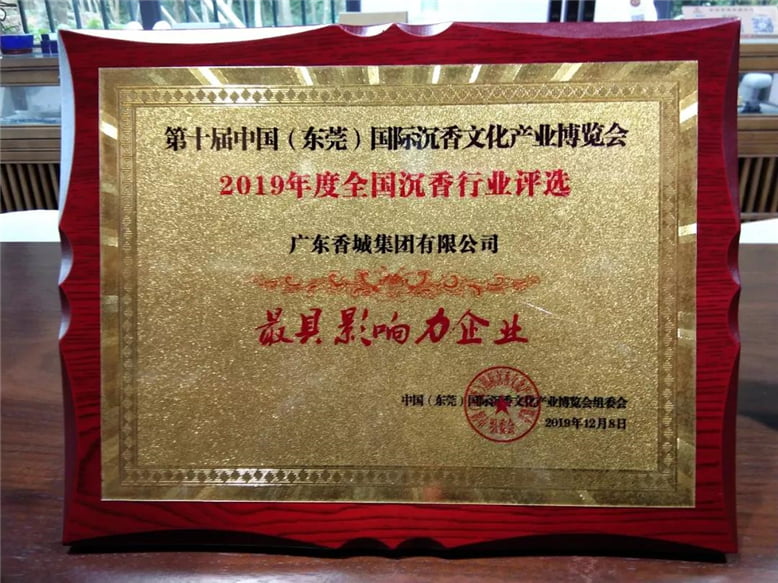 第十届中国（东莞）国际沉香文化产业博览会
2019年度全国沉香行业评选
广东香城集团有限公司
最具影响力企业
中国（东莞）国际沉香文化产业博览会组委会
2019年12月8日
组委会